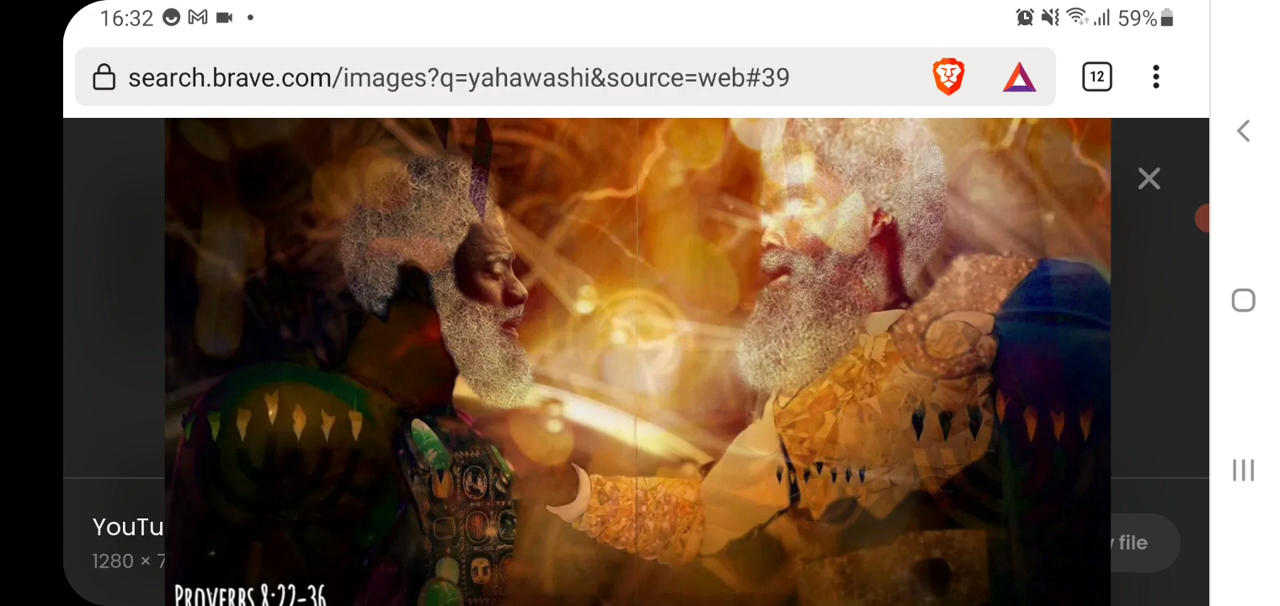 16:32
59%
search.brave.com/images?q=yahawashi&source=web#39
12
YouTu
1280 × 7
file
PROVERBS 8:22-36